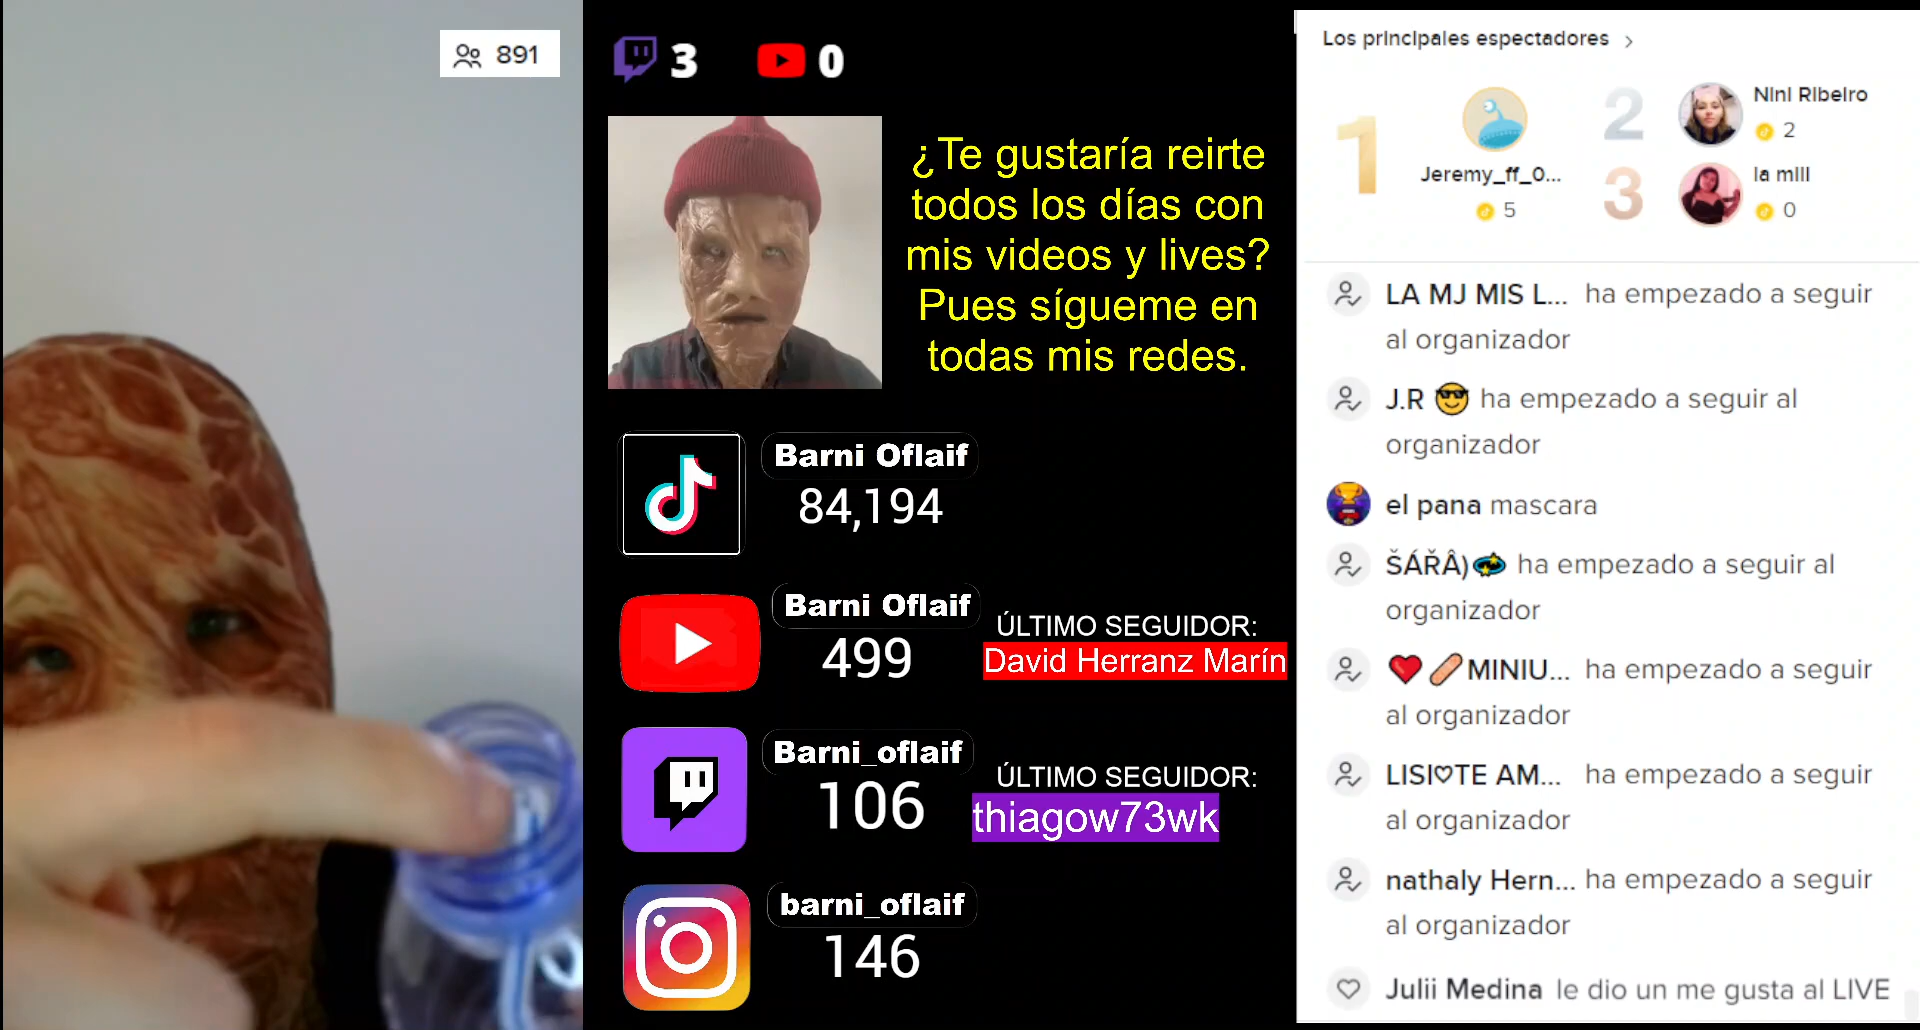 891
3
0
¿Te gustaría reirte
todos los días con
mis videos y lives?
Pues sígueme en
todas mis redes.
Barni Oflaif
84,194
Barni Oflaif
499
ÚLTIMO SEGUIDOR:
David Herranz Marín
Barni_oflaif
106
ÚLTIMO SEGUIDOR:
thiagow73wk
barni_oflaif
146
Los principales espectadores >
1
Jeremy_ff_0...
5
2
Nini Ribeiro
2
3
la mili
0
LA MJ MIS L... ha empezado a seguir
al organizador
J.R 😎 ha empezado a seguir al
organizador
el pana mascara
ŠÁŘÂ)💫 ha empezado a seguir al
organizador
❤️🩹MINIU... ha empezado a seguir
al organizador
LISI♡TE AM... ha empezado a seguir
al organizador
nathaly Hern... ha empezado a seguir
al organizador
Julii Medina le dio un me gusta al LIVE